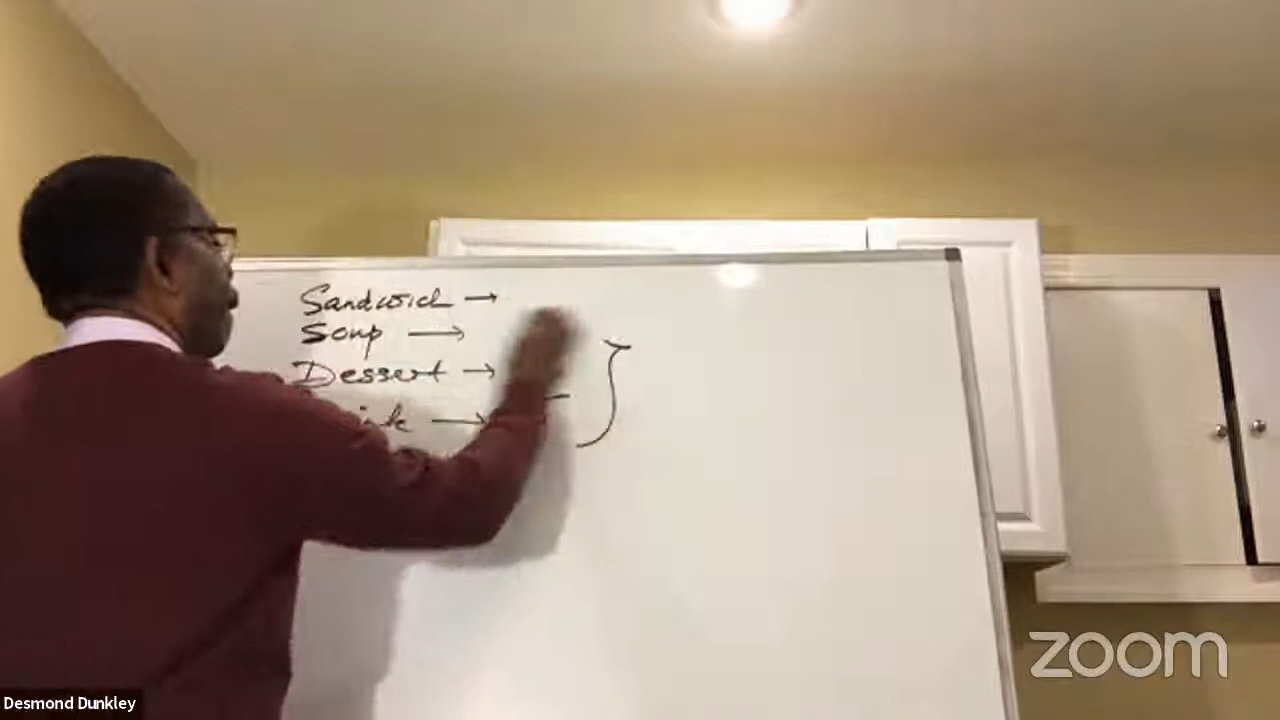 Sandwich →
Soup →
Dessert →
zoom
Desmond Dunkley